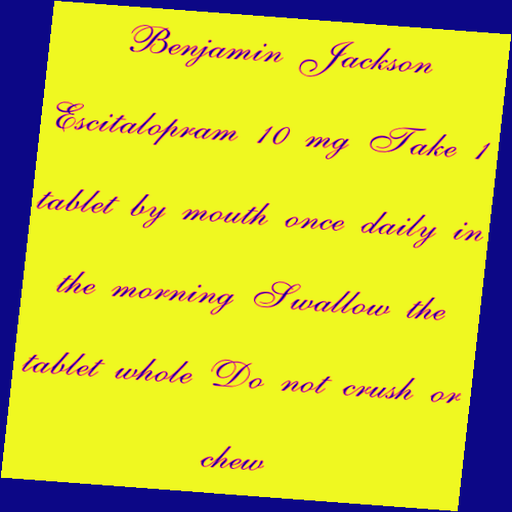 Benjamin Jackson
Escitalopram 10 mg Take 1
tablet by mouth once daily in
the morning Swallow the
tablet whole Do not crush or
chew